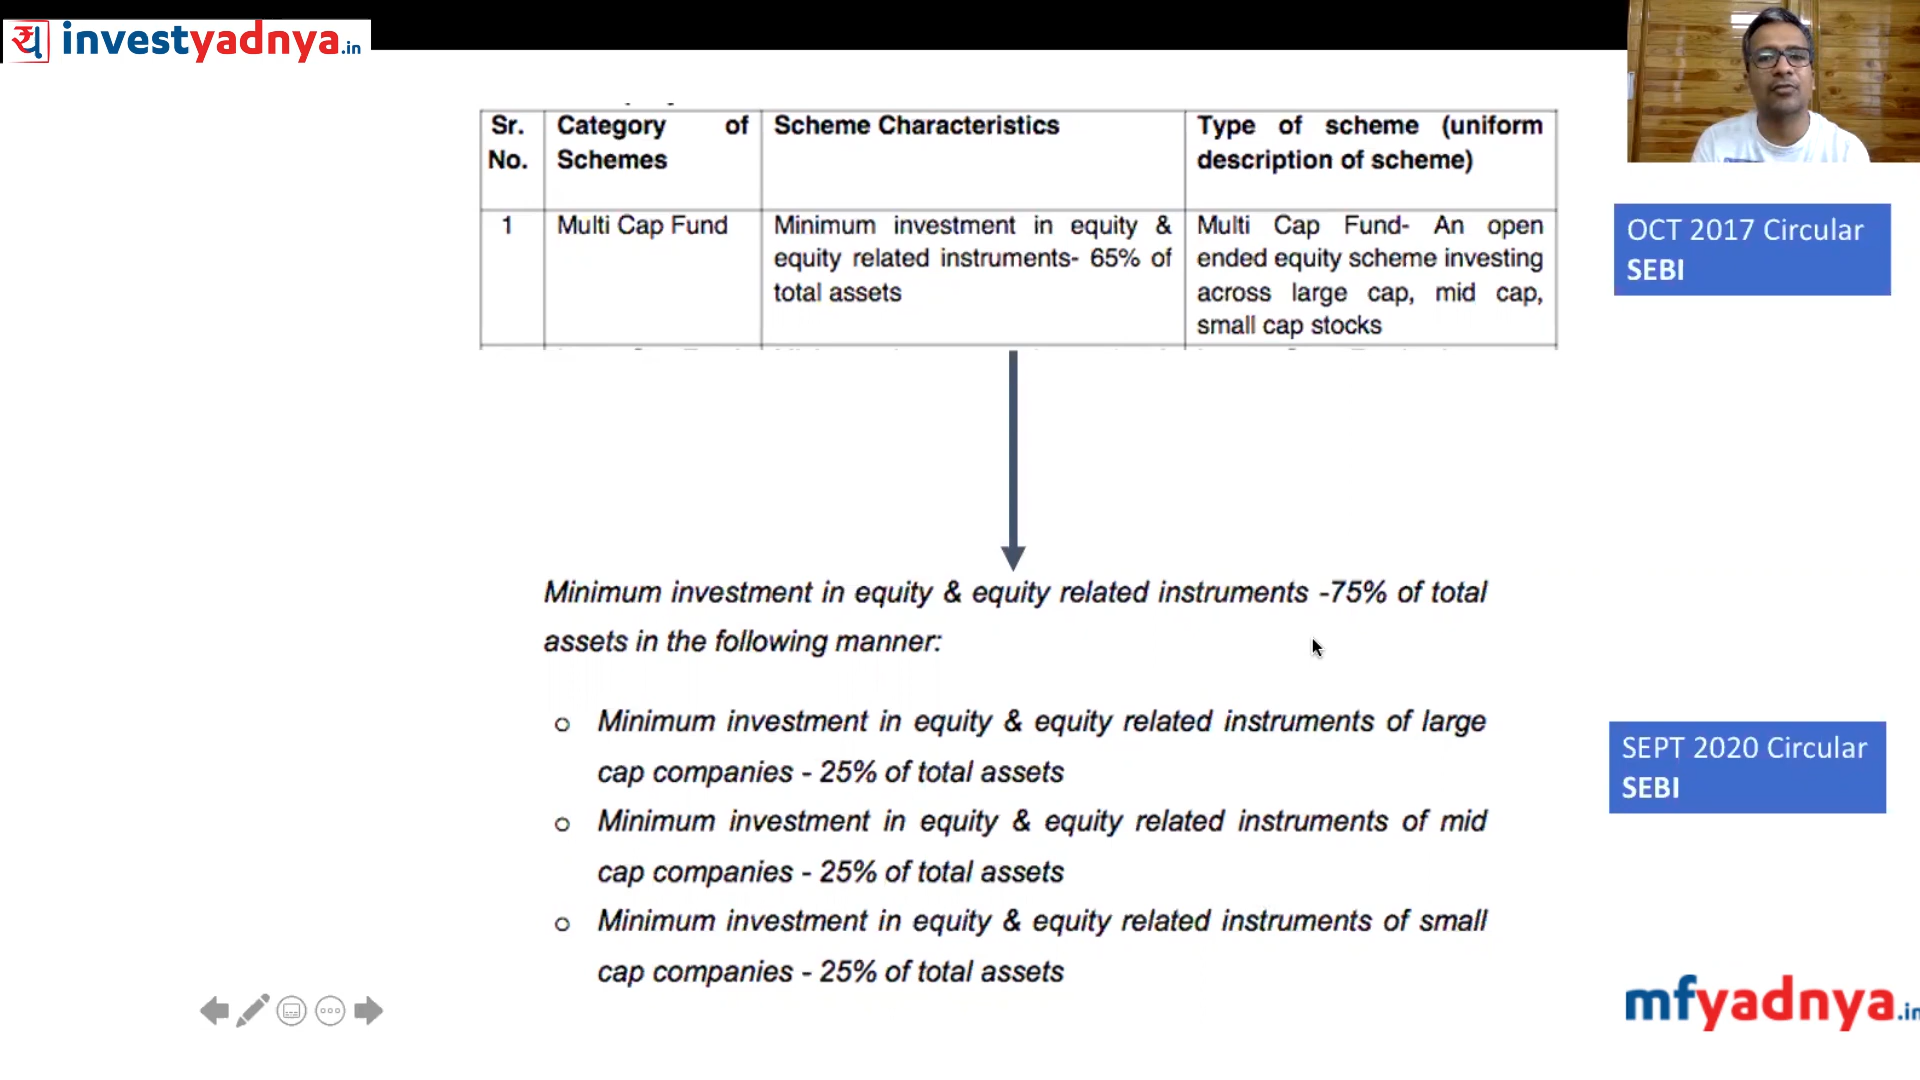 यु investyadnya.in
Sr. No.
Category of Schemes
Scheme Characteristics
Type of scheme (uniform description of scheme)
1
Multi Cap Fund
Minimum investment in equity & equity related instruments- 65% of total assets
Multi Cap Fund- An open ended equity scheme investing across large cap, mid cap, small cap stocks
OCT 2017 Circular
SEBI
Minimum investment in equity & equity related instruments -75% of total
assets in the following manner:
o Minimum investment in equity & equity related instruments of large
cap companies - 25% of total assets
o Minimum investment in equity & equity related instruments of mid
cap companies - 25% of total assets
o Minimum investment in equity & equity related instruments of small
cap companies - 25% of total assets
SEPT 2020 Circular
SEBI
mfyadnya.in